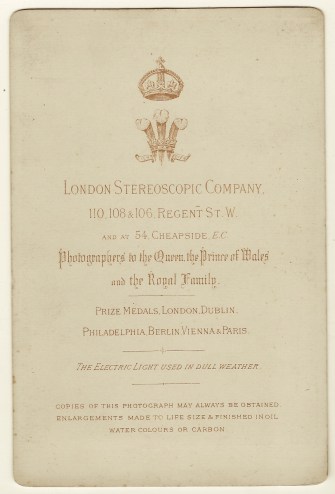 LONDON STEREOSCOPIC COMPANY,
110, 108 & 106, REGENT ST. W.
AND AT 54, CHEAPSIDE, E.C.
Photographers to the Queen, the Prince of Wales
and the Royal Family.
PRIZE MEDALS, LONDON, DUBLIN,
PHILADELPHIA, BERLIN, VIENNA & PARIS.
THE ELECTRIC LIGHT USED IN DULL WEATHER
COPIES OF THIS PHOTOGRAPH MAY ALWAYS BE OBTAINED
ENLARGEMENTS MADE TO LIFE SIZE & FINISHED IN OIL
WATER COLOURS OR CARBON